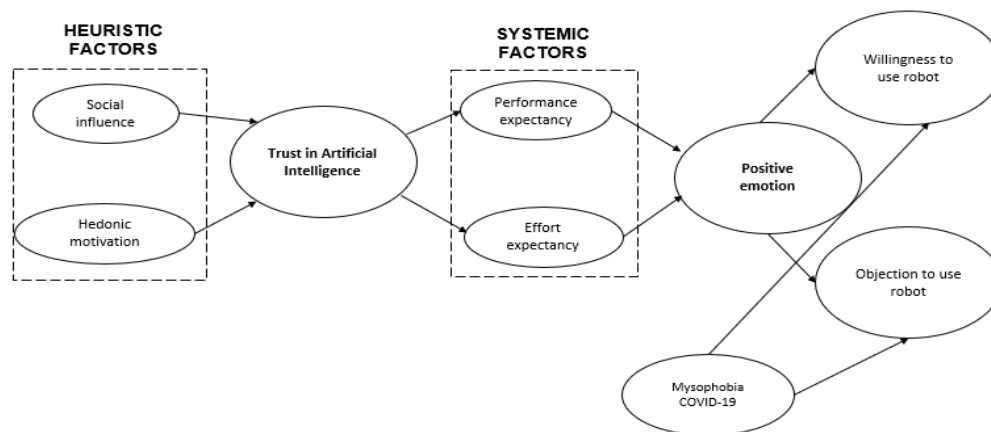 HEURISTIC
FACTORS
Social
influence
Hedonic
motivation
Trust in Artificial
Intelligence
SYSTEMIC
FACTORS
Performance
expectancy
Effort
expectancy
Positive
emotion
Willingness to
use robot
Objection to use
robot
Mysophobia
COVID-19